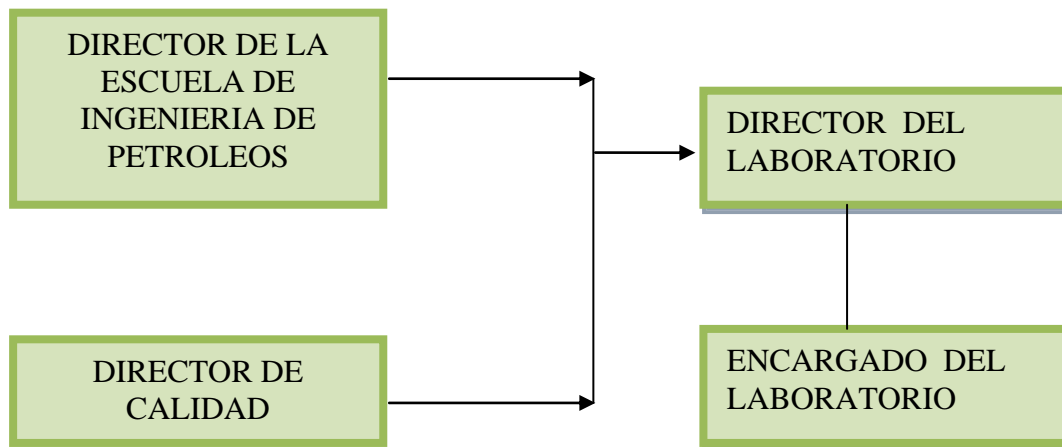 DIRECTOR DE LA
ESCUELA DE
INGENIERIA DE
PETROLEOS
DIRECTOR DEL
LABORATORIO
DIRECTOR DE
CALIDAD
ENCARGADO DEL
LABORATORIO